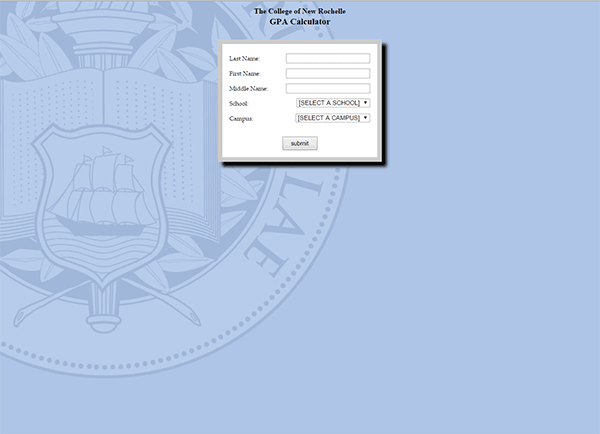 The College of New Rochelle
GPA Calculator
Last Name:
First Name:
Middle Name:
School: [SELECT A SCHOOL]
Campus: [SELECT A CAMPUS]
submit
LAE